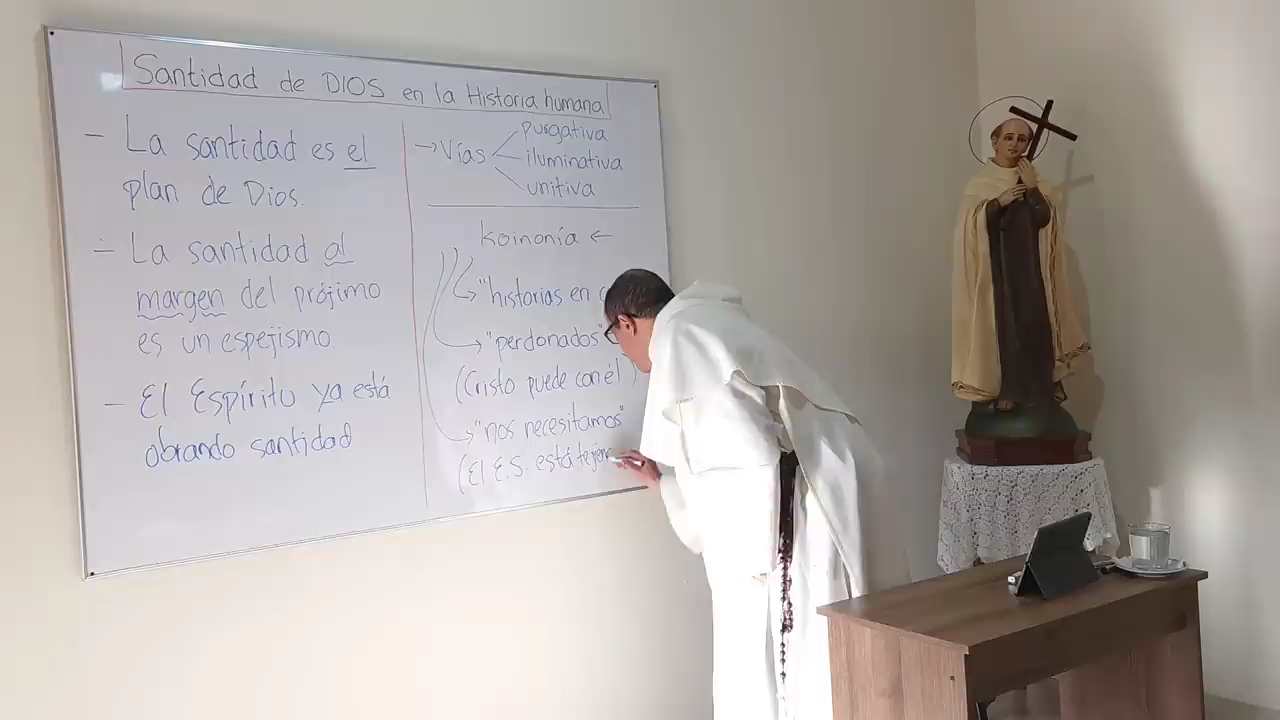 Santidad de DIOS en la Historia humana
- La santidad es el
plan de Dios.
- La santidad al
margen del prójimo
es un espejismo.
- El Espíritu ya está
obrando santidad
→ Vías
purgativa
iluminativa
unitiva
Koinonía ←
"historias en
"perdonados"
(Cristo puede con él)
"nos necesitamos"
(El E.S. está tejen